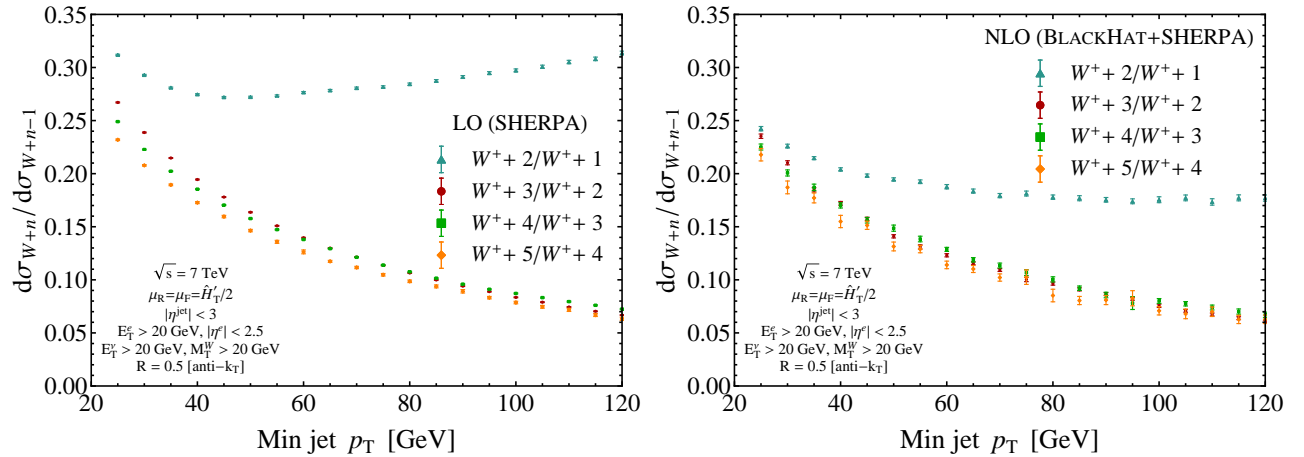 0.35
0.30
0.25
0.20
0.15
0.10
0.05
0.00
dσ_{W+n} / dσ_{W+n−1}
LO (SHERPA)
W⁺ + 2/W⁺ + 1
W⁺ + 3/W⁺ + 2
W⁺ + 4/W⁺ + 3
W⁺ + 5/W⁺ + 4
√s = 7 TeV
μ_R=μ_F=Ĥ′_T/2
|η^{jet}| < 3
E_T^e > 20 GeV, |η^e| < 2.5
E_T^ν > 20 GeV, M_T^W > 20 GeV
R = 0.5 [anti−k_T]
20 40 60 80 100 120
Min jet p_T [GeV]
0.35
0.30
0.25
0.20
0.15
0.10
0.05
0.00
dσ_{W+n} / dσ_{W+n−1}
NLO (BLACKHAT+SHERPA)
W⁺ + 2/W⁺ + 1
W⁺ + 3/W⁺ + 2
W⁺ + 4/W⁺ + 3
W⁺ + 5/W⁺ + 4
√s = 7 TeV
μ_R=μ_F=Ĥ′_T/2
|η^{jet}| < 3
E_T^e > 20 GeV, |η^e| < 2.5
E_T^ν > 20 GeV, M_T^W > 20 GeV
R = 0.5 [anti−k_T]
20 40 60 80 100 120
Min jet p_T [GeV]